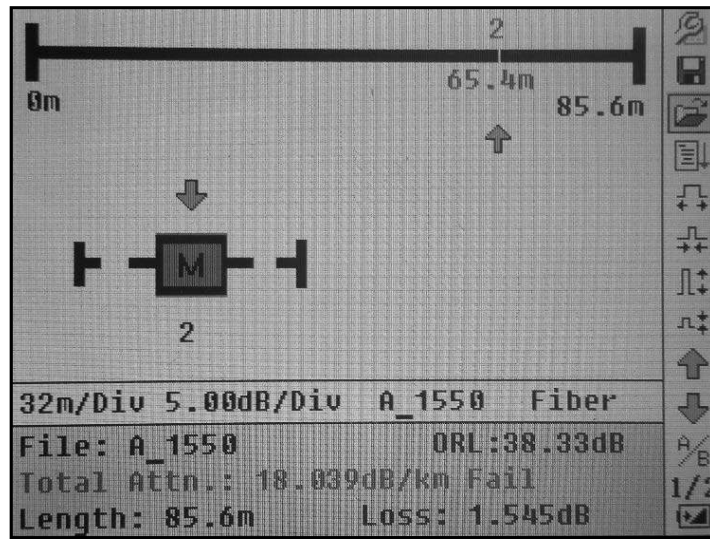 2
65.4m
0m
85.6m
M
2
32m/Div 5.00dB/Div A_1550 Fiber
File: A_1550 ORL:38.33dB
Total Attn.: 18.039dB/km Fail
Length: 85.6m Loss: 1.545dB
A/B
1/2